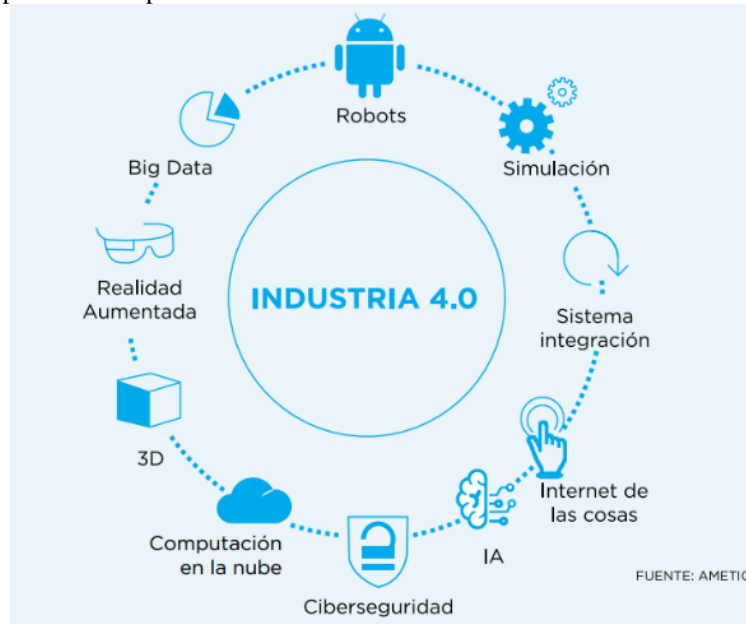 Robots
Simulación
Big Data
INDUSTRIA 4.0
Realidad
Aumentada
Sistema
integración
3D
Internet de
las cosas
IA
Computación
en la nube
Ciberseguridad
FUENTE: AMETIC